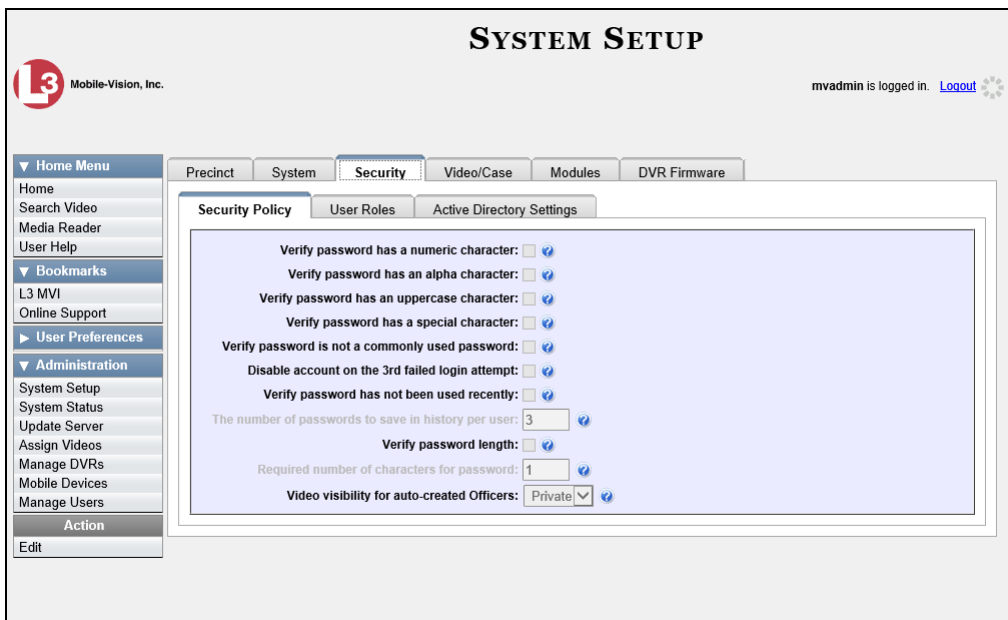 SYSTEM SETUP
L3 Mobile-Vision, Inc.
mvadmin is logged in. Logout
Home Menu
Home
Search Video
Media Reader
User Help
Bookmarks
L3 MVI
Online Support
User Preferences
Administration
System Setup
System Status
Update Server
Assign Videos
Manage DVRs
Mobile Devices
Manage Users
Action
Edit
Precinct System Security Video/Case Modules DVR Firmware
Security Policy User Roles Active Directory Settings
Verify password has a numeric character: ?
Verify password has an alpha character: ?
Verify password has an uppercase character: ?
Verify password has a special character: ?
Verify password is not a commonly used password: ?
Disable account on the 3rd failed login attempt: ?
Verify password has not been used recently: ?
The number of passwords to save in history per user: 3 ?
Verify password length: ?
Required number of characters for password: 1 ?
Video visibility for auto-created Officers: Private ?